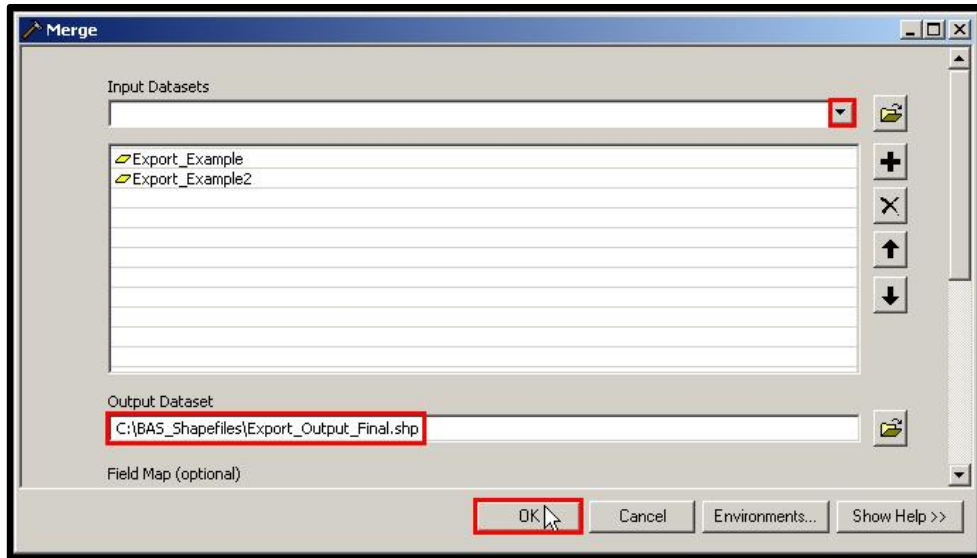 Merge
Input Datasets
Export_Example
Export_Example2
Output Dataset
C:\BAS_Shapefiles\Export_Output_Final.shp
Field Map (optional)
OK Cancel Environments... Show Help >>